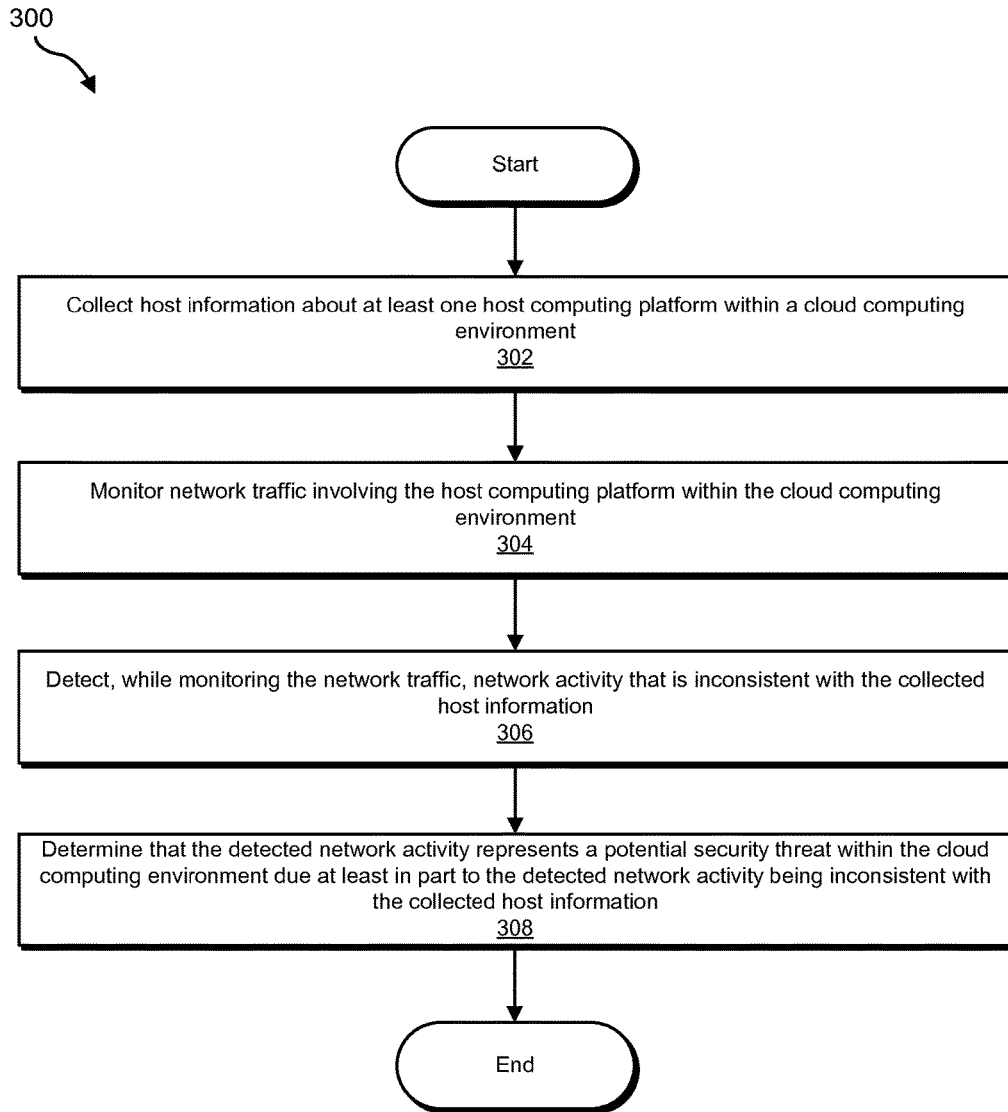 300
Start
Collect host information about at least one host computing platform within a cloud computing
environment
302
Monitor network traffic involving the host computing platform within the cloud computing
environment
304
Detect, while monitoring the network traffic, network activity that is inconsistent with the collected
host information
306
Determine that the detected network activity represents a potential security threat within the cloud
computing environment due at least in part to the detected network activity being inconsistent with
the collected host information
308
End